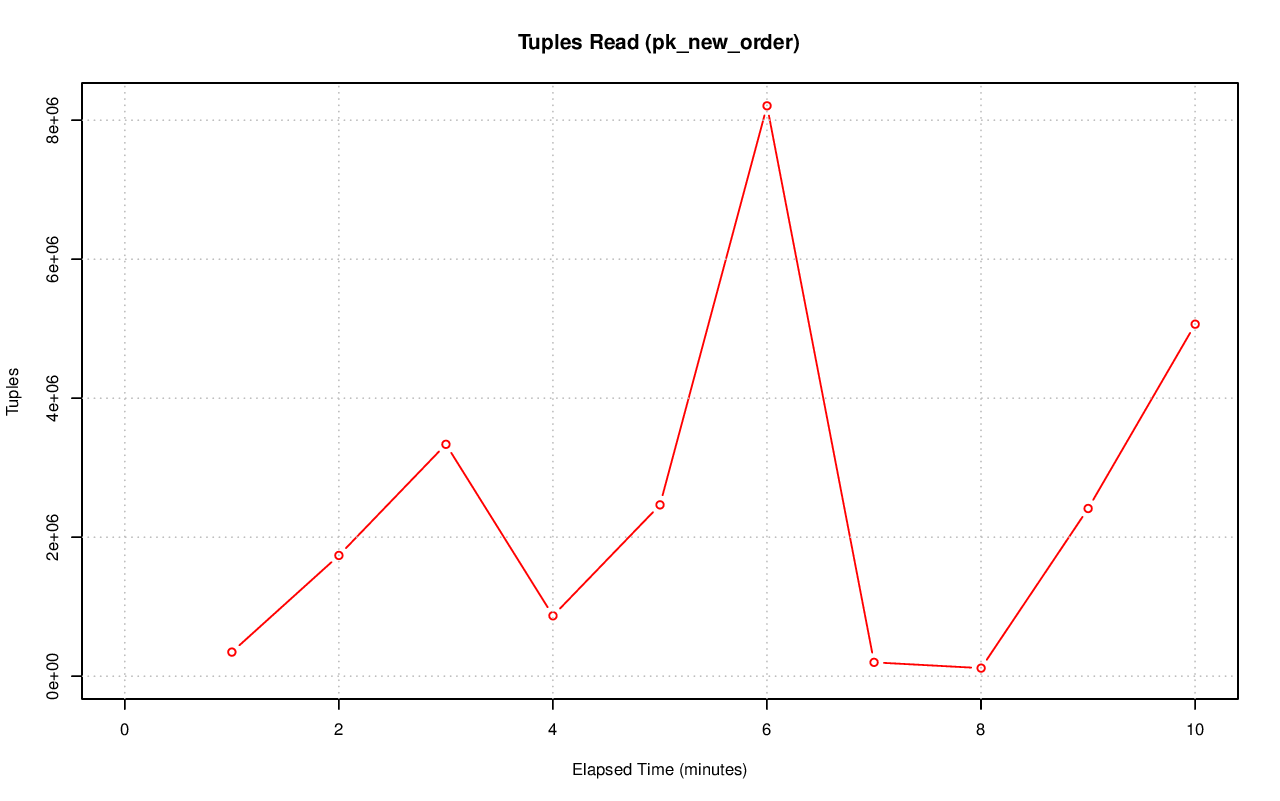 Tuples Read (pk_new_order)
Tuples
8e+06
6e+06
4e+06
2e+06
0e+00
0 2 4 6 8 10
Elapsed Time (minutes)